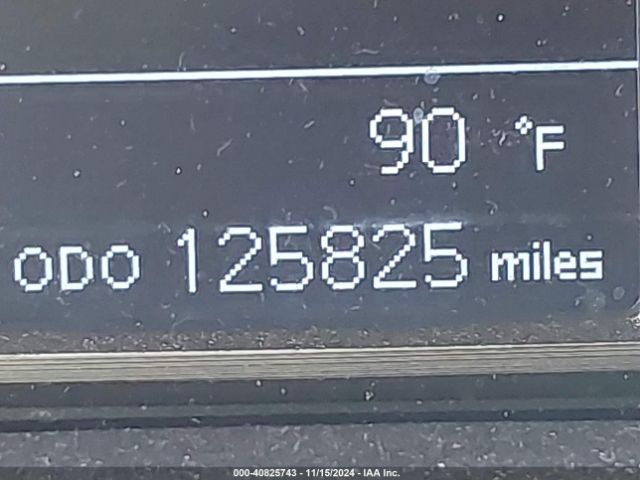 90 °F
ODO 125825 miles
000-40825743 - 11/15/2024 - IAA Inc.